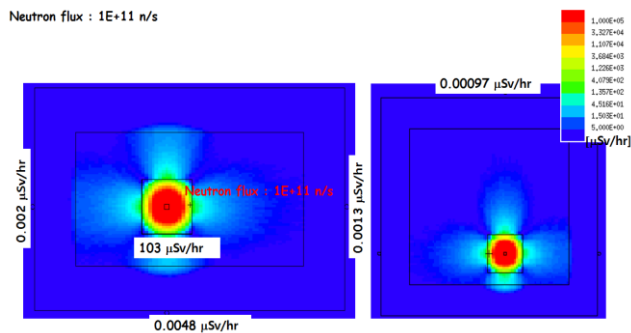 Neutron flux : 1E+11 n/s
1,000E+05
3,327E+04
1,107E+04
3,684E+03
1,226E+03
4,079E+02
1,357E+02
4,516E+01
1,503E+01
5,000E+00
[μSv/hr]
0.00097 μSv/hr
0.002 μSv/hr
Neutron flux : 1E+11 n/s
103 μSv/hr
0.0013 μSv/hr
0.0048 μSv/hr